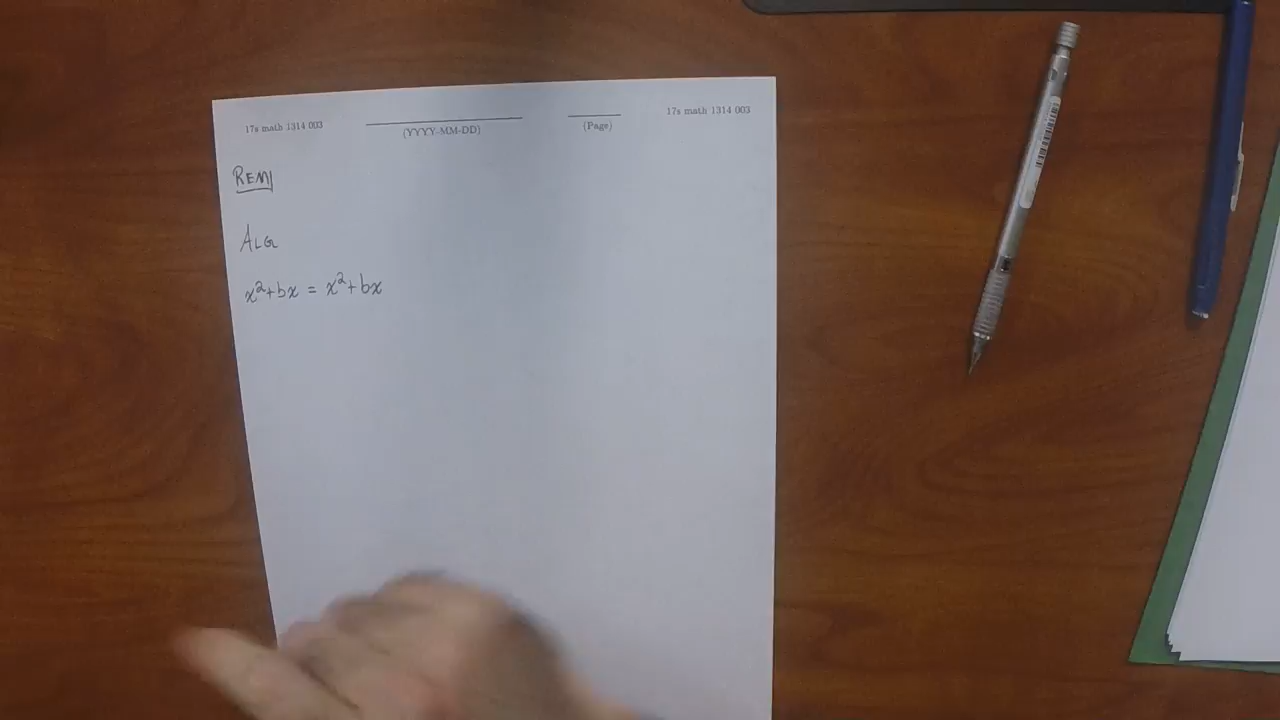 17s math 1314 003 (YYYY-MM-DD) (Page) 17s math 1314 003
REM
ALG
x²+bx = x²+bx